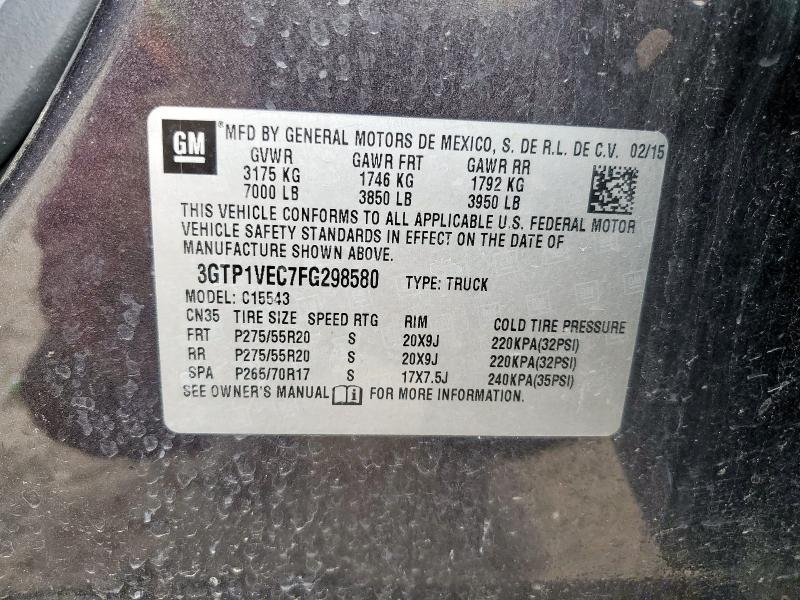 GM
*MFD BY GENERAL MOTORS DE MEXICO, S. DE R.L. DE C.V. 02/15
GVWR GAWR FRT GAWR RR
3175 KG 1746 KG 1792 KG
7000 LB 3850 LB 3950 LB
THIS VEHICLE CONFORMS TO ALL APPLICABLE U.S. FEDERAL MOTOR
VEHICLE SAFETY STANDARDS IN EFFECT ON THE DATE OF
MANUFACTURE SHOWN ABOVE.
3GTP1VEC7FG298580 TYPE: TRUCK
MODEL: C15543
CN35 TIRE SIZE SPEED RTG RIM COLD TIRE PRESSURE
FRT P275/55R20 S 20X9J 220KPA(32PSI)
RR P275/55R20 S 20X9J 220KPA(32PSI)
SPA P265/70R17 S 17X7.5J 240KPA(35PSI)
SEE OWNER'S MANUAL i FOR MORE INFORMATION.